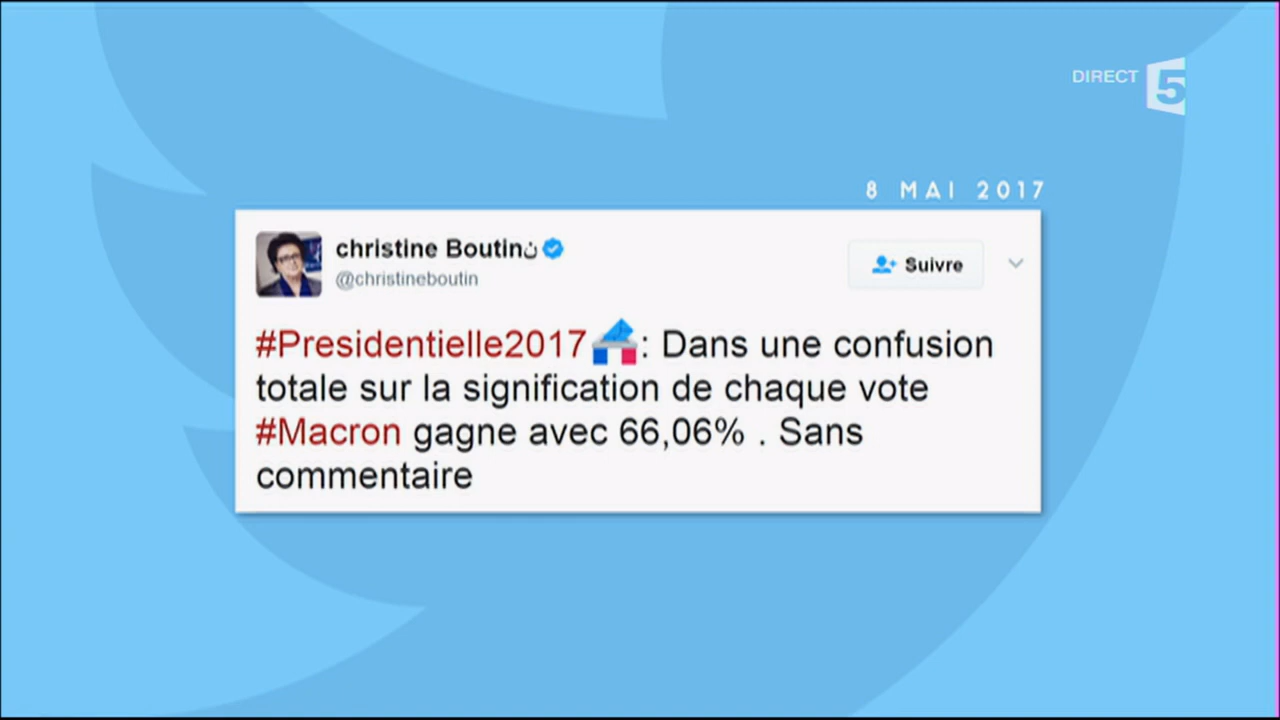 DIRECT 5
8 MAI 2017
christine Boutinن
@christineboutin
Suivre
#Presidentielle2017 : Dans une confusion
totale sur la signification de chaque vote
#Macron gagne avec 66,06% . Sans
commentaire